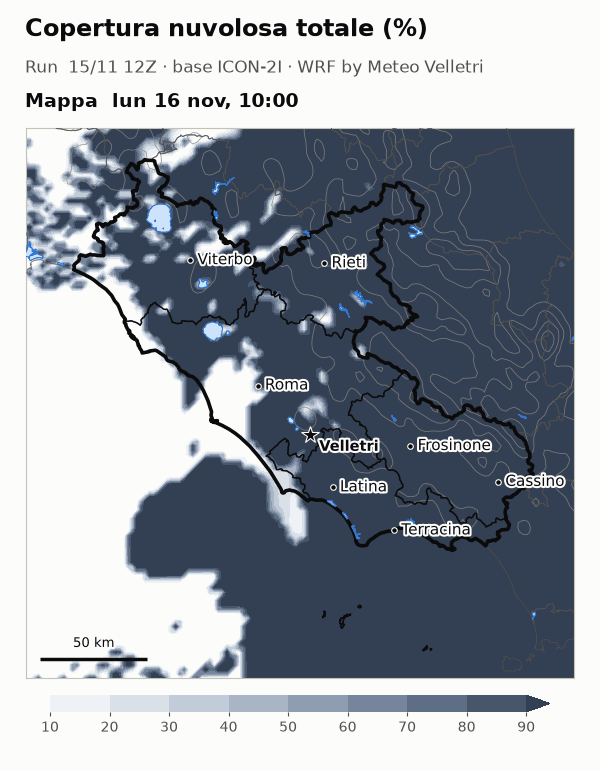 Copertura nuvolosa totale (%)
Run  15/11 12Z · base ICON-2I · WRF by Meteo Velletri
Mappa  lun 16 nov, 10:00
Viterbo
Rieti
Roma
Velletri
Frosinone
Cassino
Latina
Terracina
50 km
10 20 30 40 50 60 70 80 90